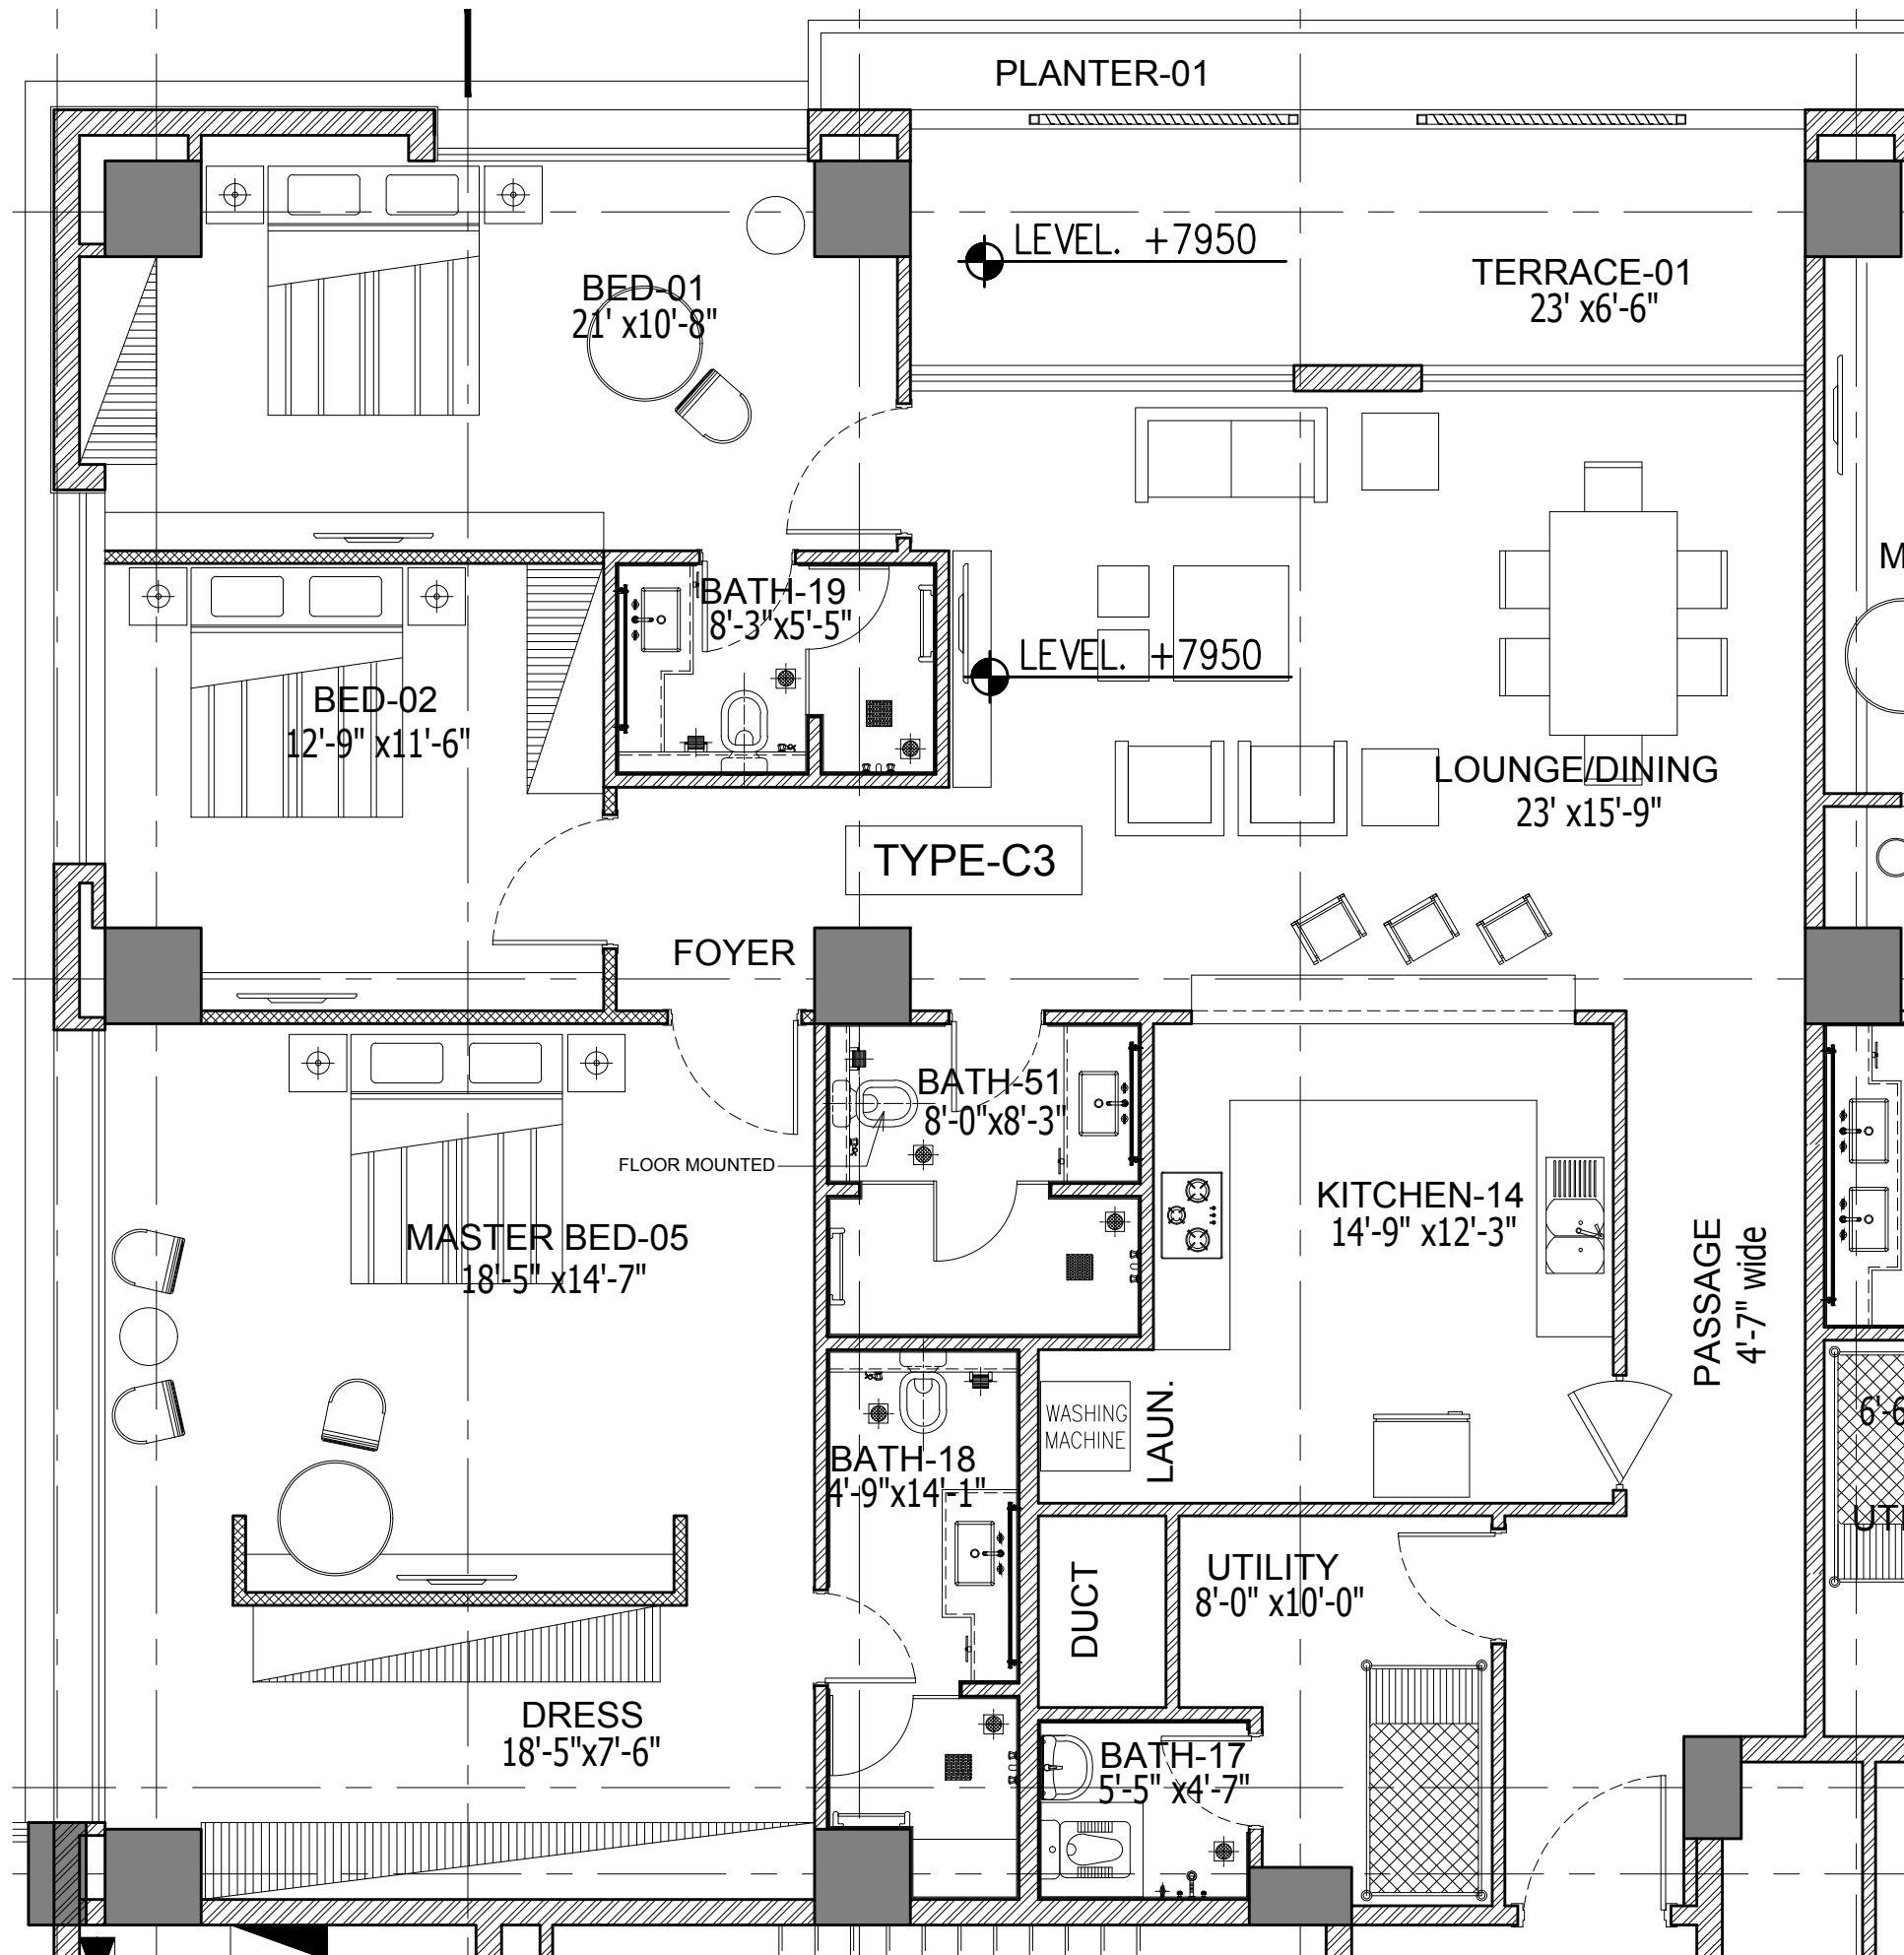 PLANTER-01
LEVEL. +7950
TERRACE-01
23' x6'-6"
BED-01
21' x10'-8"
BATH-19
8'-3"x5'-5"
LEVEL. +7950
BED-02
12'-9" x11'-6"
LOUNGE/DINING
23' x15'-9"
TYPE-C3
FOYER
BATH-51
8'-0"x8'-3"
FLOOR MOUNTED
KITCHEN-14
14'-9" x12'-3"
MASTER BED-05
18'-5" x14'-7"
PASSAGE
4'-7" wide
WASHING
MACHINE
LAUN.
BATH-18
4'-9"x14'-1"
DUCT
UTILITY
8'-0" x10'-0"
DRESS
18'-5"x7'-6"
BATH-17
5'-5" x4'-7"